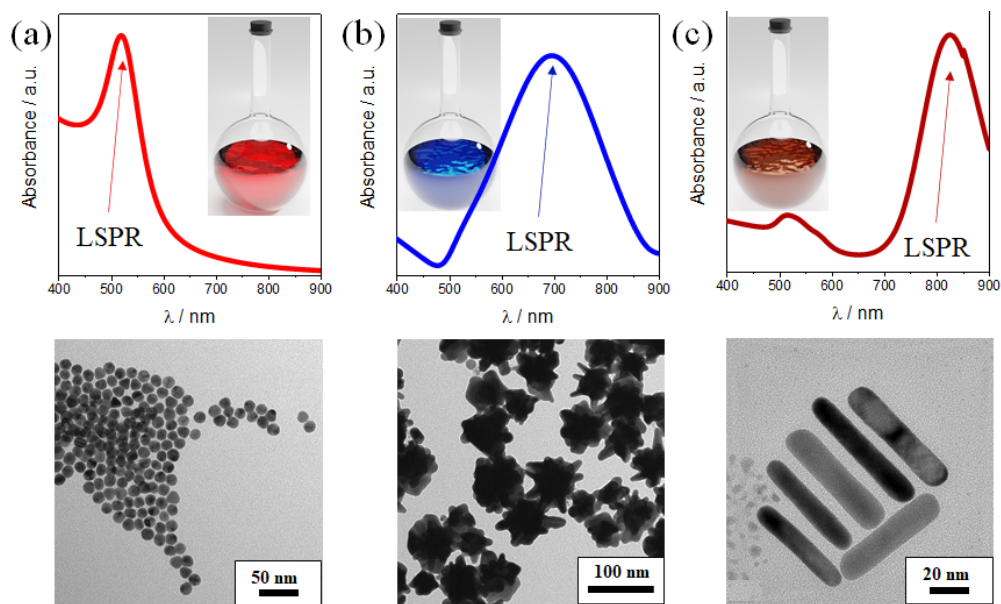 (a)
Absorbance / a.u.
LSPR
400 500 600 700 800 900
λ / nm
(b)
Absorbance / a.u.
LSPR
400 500 600 700 800 900
λ / nm
(c)
Absorbance / a.u.
LSPR
400 500 600 700 800 900
λ / nm
50 nm
100 nm
20 nm